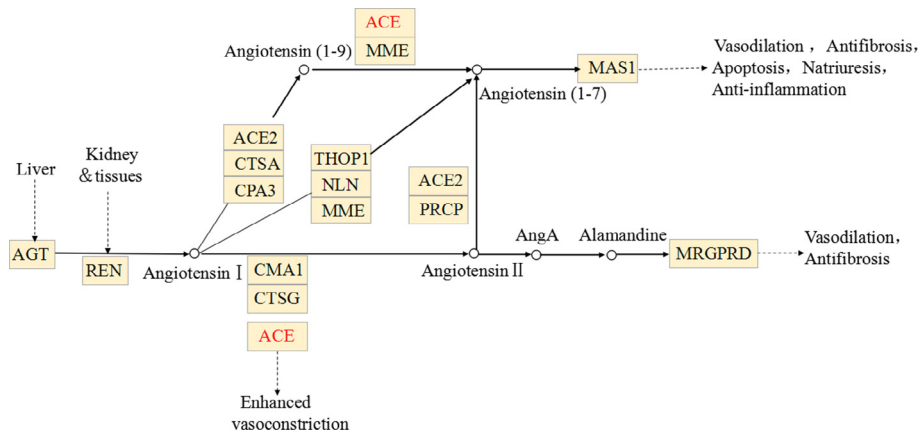 ACE
MME
Angiotensin (1-9)
Vasodilation ，Antifibrosis，
Apoptosis，Natriuresis，
Anti-inflammation
MAS1
Angiotensin (1-7)
ACE2
CTSA
CPA3
THOP1
NLN
MME
ACE2
PRCP
Liver
Kidney
&tissues
AGT
REN
Angiotensin Ⅰ
CMA1
CTSG
Angiotensin Ⅱ
AngA
Alamandine
MRGPRD
Vasodilation，
Antifibrosis
ACE
Enhanced
vasoconstriction